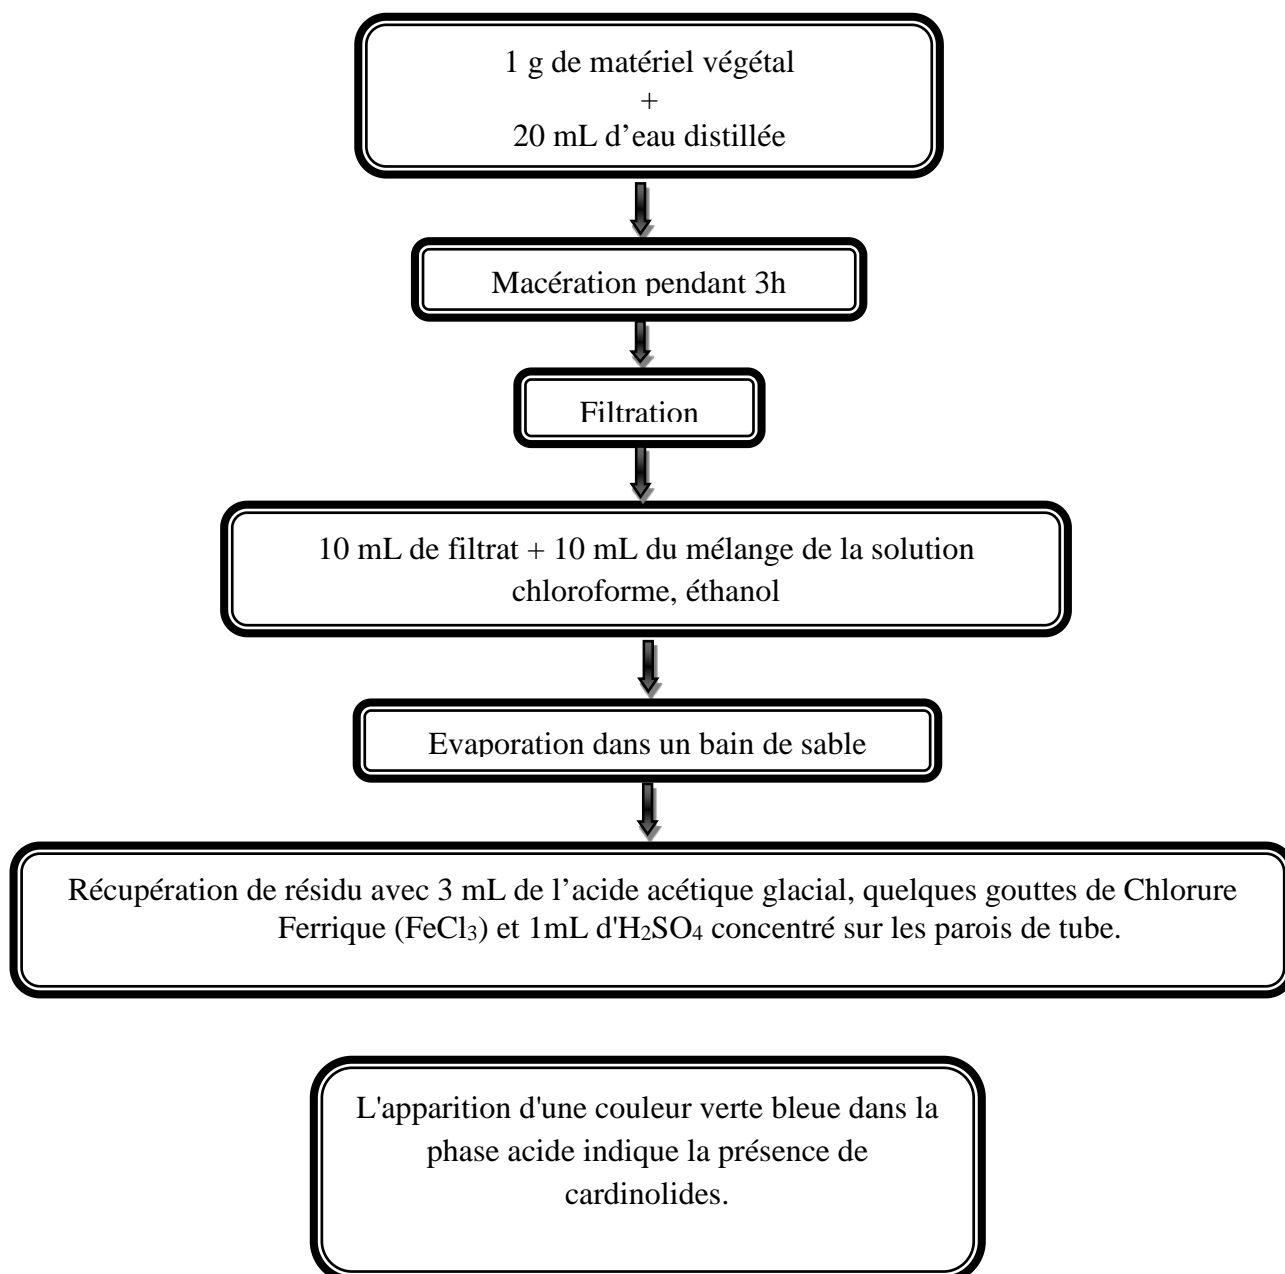 1 g de matériel végétal
+
20 mL d’eau distillée
Macération pendant 3h
Filtration
10 mL de filtrat + 10 mL du mélange de la solution
chloroforme, éthanol
Evaporation dans un bain de sable
Récupération de résidu avec 3 mL de l’acide acétique glacial, quelques gouttes de Chlorure
Ferrique (FeCl₃) et 1mL d'H₂SO₄ concentré sur les parois de tube.
L'apparition d'une couleur verte bleue dans la
phase acide indique la présence de
cardinolides.